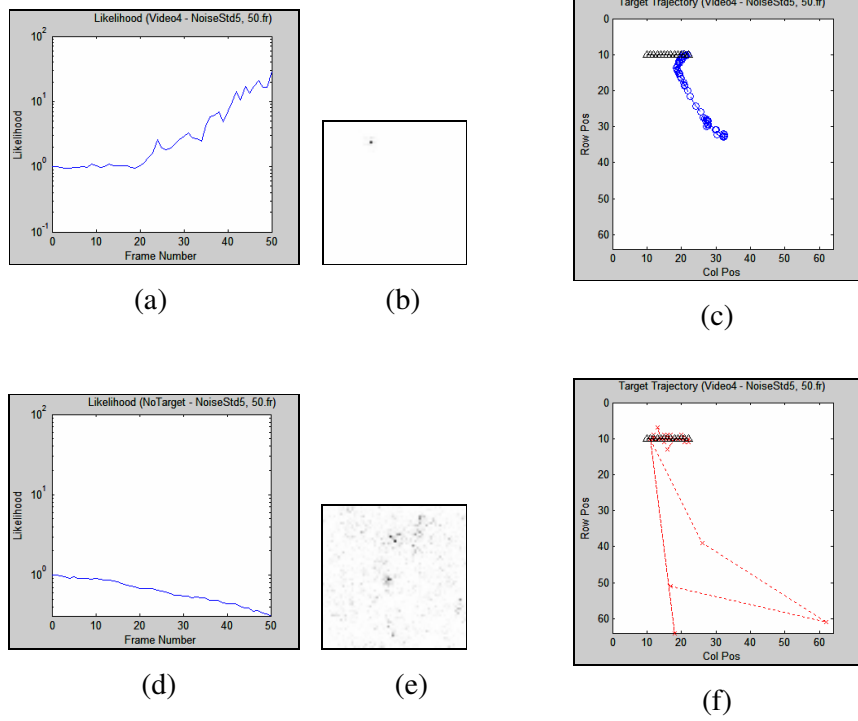 Likelihood (Video4 - NoiseStd5, 50.fr)
10^2
10^1
10^0
10^-1
Likelihood
0 10 20 30 40 50
Frame Number
(a)
(b)
Target Trajectory (Video4 - NoiseStd5, 50.fr)
0
10
20
30
40
50
60
Row Pos
0 10 20 30 40 50 60
Col Pos
(c)
Likelihood (NoTarget - NoiseStd5, 50.fr)
10^2
10^1
10^0
Likelihood
0 10 20 30 40 50
Frame Number
(d)
(e)
Target Trajectory (Video4 - NoiseStd5, 50.fr)
0
10
20
30
40
50
60
Row Pos
0 10 20 30 40 50 60
Col Pos
(f)